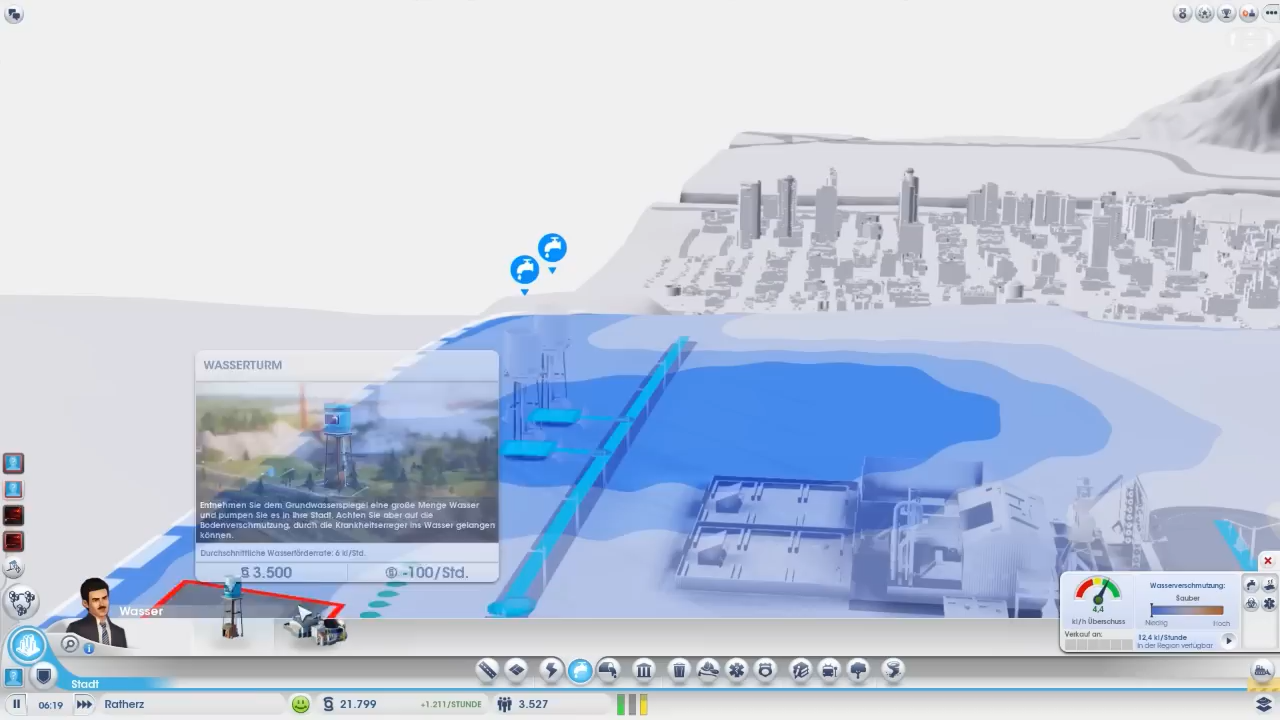 WASSERTURM
Entnehmen Sie dem Grundwasserspiegel eine große Menge Wasser
und pumpen Sie es in Ihre Stadt. Achten Sie aber auf die
Bodenverschmutzung, durch die Krankheitserreger ins Wasser gelangen
können.
Durchschnittliche Wasserförderrate: 6 kl/Std.
3.500
-100/Std.
Wasser
4,4
kl/h Überschuss
Verkauf an:
Wasserverschmutzung:
Sauber
Niedrig
Hoch
12,4 kl/Stunde
in der Region verfügbar
Stadt
06:19
Ratherz
21.799
+1.211/STUNDE
3.527